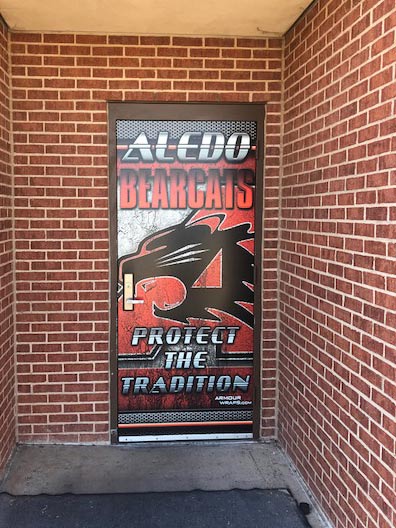 ALEDO
BEARCATS
PROTECT
THE
TRADITION
ARMOUR
WRAPS.COM